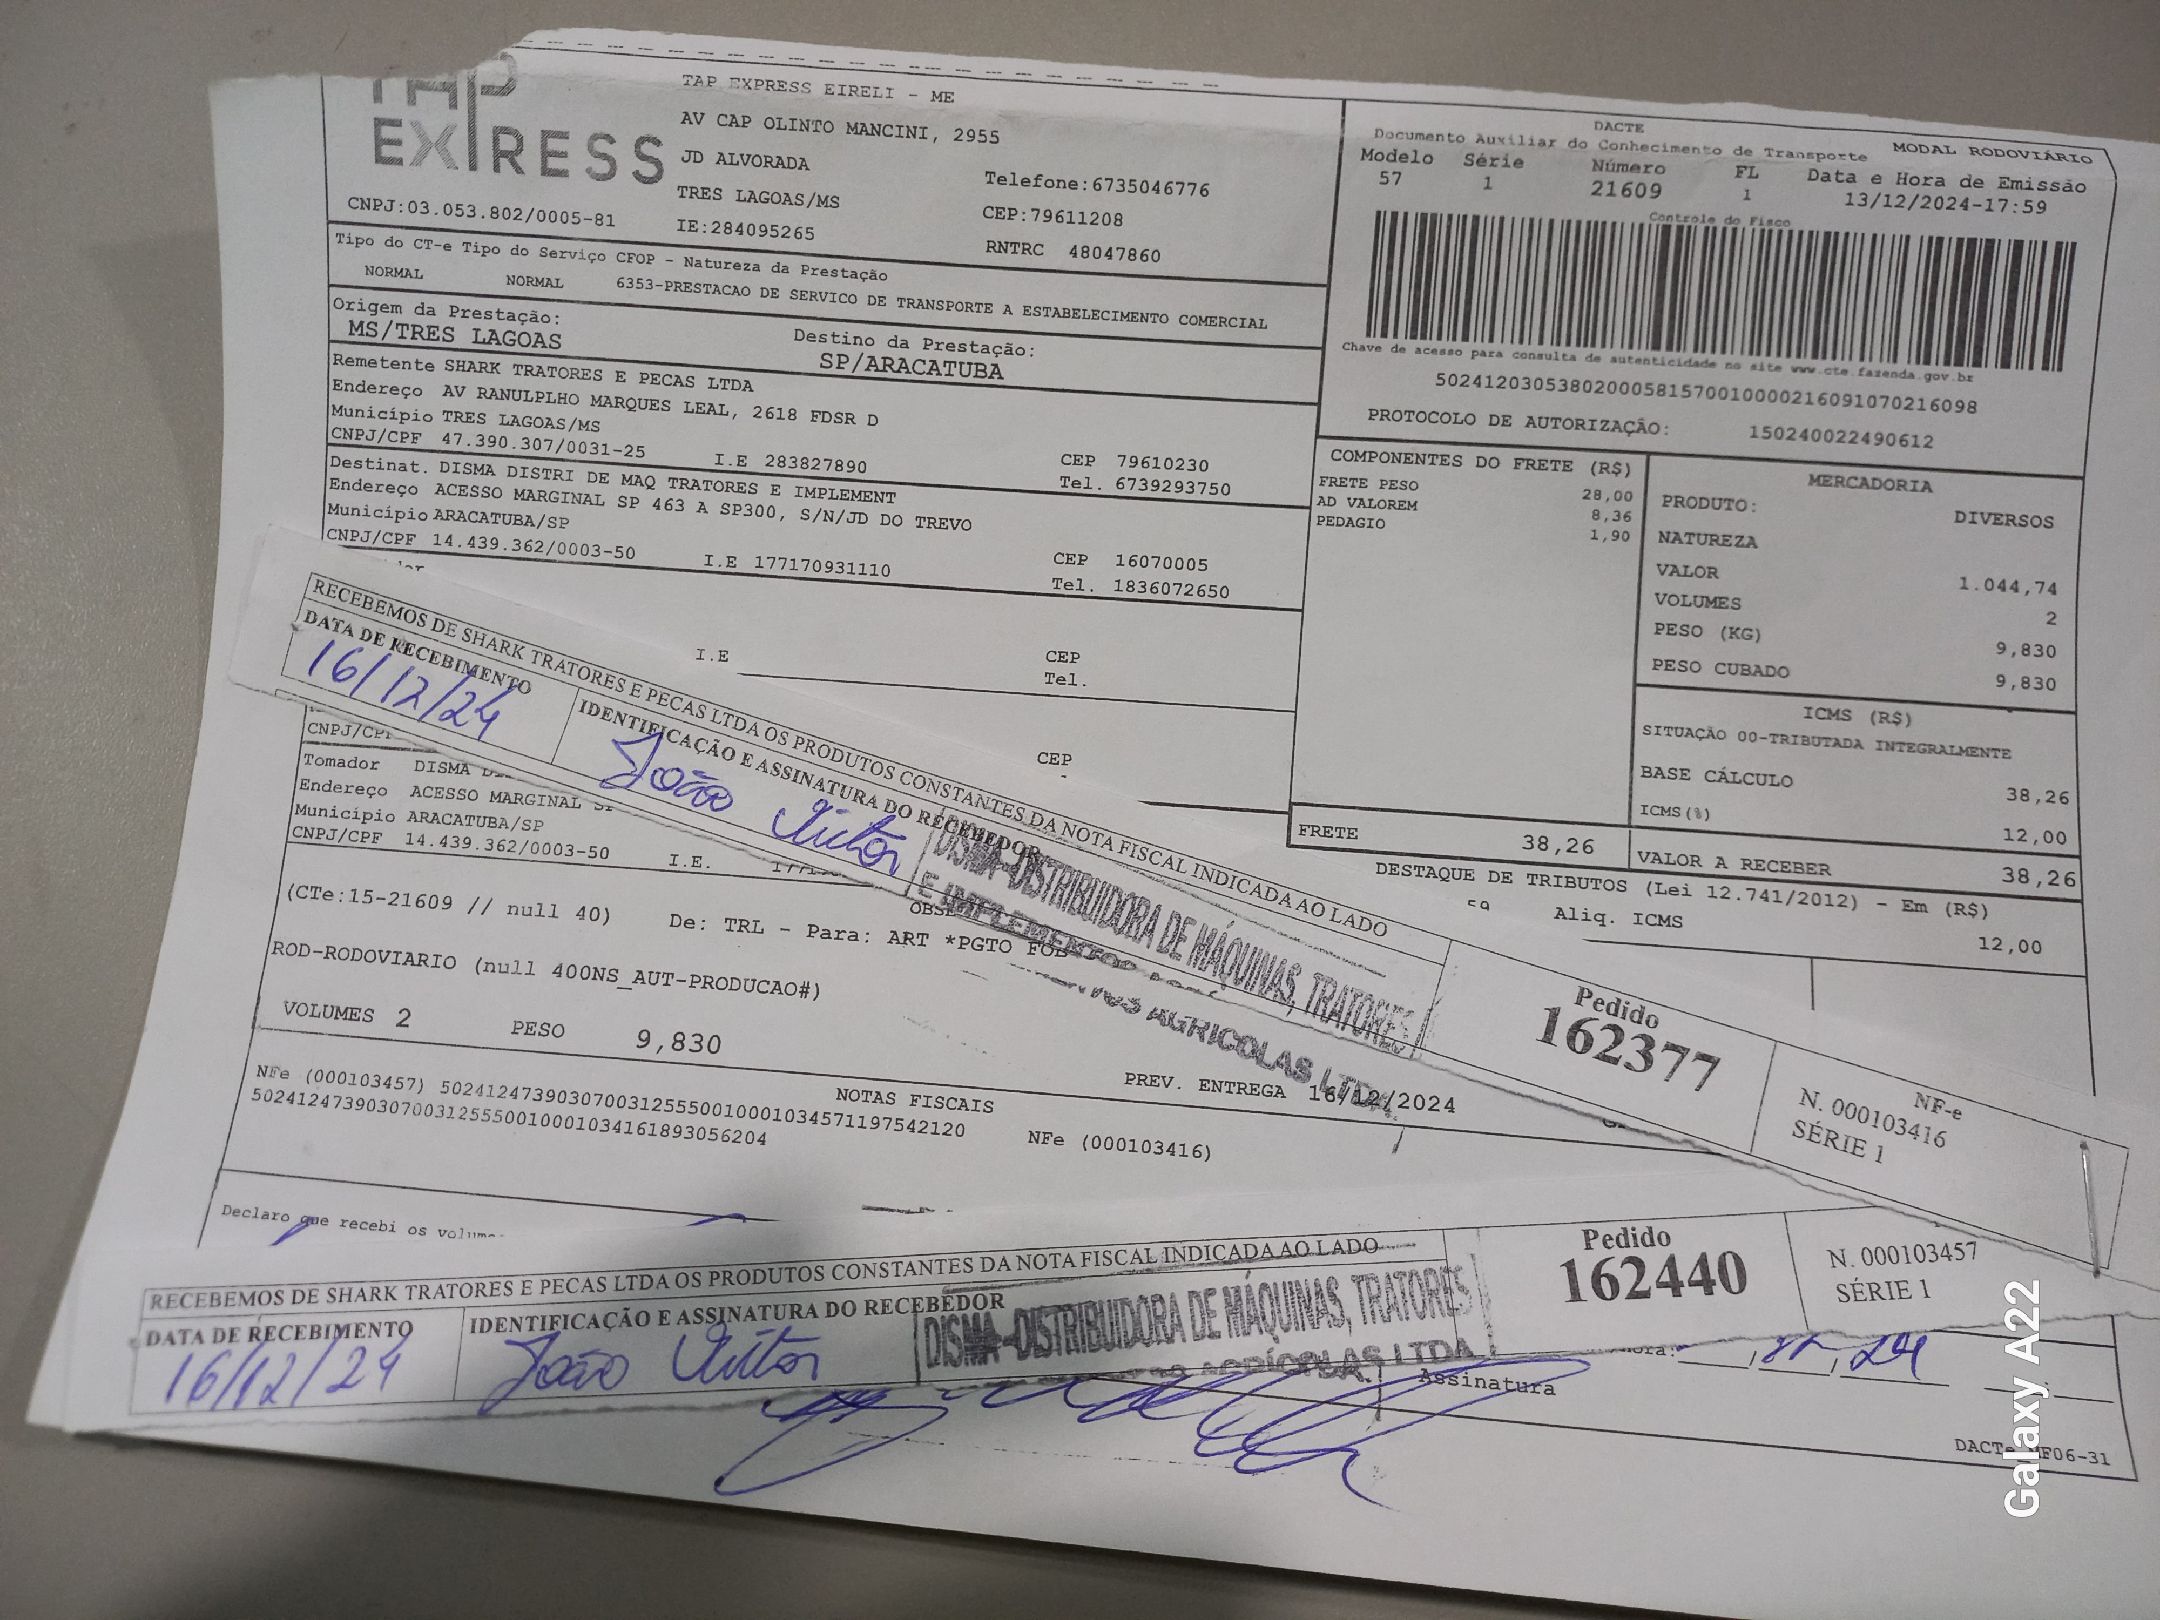 TAP
EXPRESS
CNPJ:03.053.802/0005-81
TAP EXPRESS EIRELI - ME
AV CAP OLINTO MANCINI, 2955
JD ALVORADA
TRES LAGOAS/MS
IE:284095265
Telefone:6735046776
CEP:79611208
RNTRC 48047860
DACTE
Documento Auxiliar do Conhecimento de Transporte
MODAL RODOVIÁRIO
Modelo Série Número FL Data e Hora de Emissão
57 1 21609 1 13/12/2024-17:59
Controle do Fisco
Chave de acesso para consulta de autenticidade no site www.cte.fazenda.gov.br
50241203053802000581570010000216091070216098
PROTOCOLO DE AUTORIZAÇÃO: 150240022490612
Tipo do CT-e Tipo do Serviço CFOP - Natureza da Prestação
NORMAL NORMAL 6353-PRESTACAO DE SERVICO DE TRANSPORTE A ESTABELECIMENTO COMERCIAL
Origem da Prestação:
MS/TRES LAGOAS
Destino da Prestação:
SP/ARACATUBA
Remetente SHARK TRATORES E PECAS LTDA
Endereço AV RANULPLHO MARQUES LEAL, 2618 FDSR D
Município TRES LAGOAS/MS
CNPJ/CPF 47.390.307/0031-25 I.E 283827890
CEP 79610230
Tel. 6739293750
Destinat. DISMA DISTRI DE MAQ TRATORES E IMPLEMENT
Endereço ACESSO MARGINAL SP 463 A SP300, S/N/JD DO TREVO
Município ARACATUBA/SP
CNPJ/CPF 14.439.362/0003-50 I.E 177170931110
CEP 16070005
Tel. 1836072650
I.E
CEP
Tel.
CEP
COMPONENTES DO FRETE (R$)
FRETE PESO 28,00
AD VALOREM 8,36
PEDAGIO 1,90
FRETE 38,26
MERCADORIA
PRODUTO: DIVERSOS
NATUREZA
VALOR 1.044,74
VOLUMES 2
PESO (KG) 9,830
PESO CUBADO 9,830
ICMS (R$)
SITUAÇÃO 00-TRIBUTADA INTEGRALMENTE
BASE CÁLCULO 38,26
ICMS(%) 12,00
VALOR A RECEBER 38,26
DESTAQUE DE TRIBUTOS (Lei 12.741/2012) - Em (R$)
Aliq. ICMS 12,00
RECEBEMOS DE SHARK TRATORES E PECAS LTDA OS PRODUTOS CONSTANTES DA NOTA FISCAL INDICADA AO LADO
DATA DE RECEBIMENTO
16/12/24
IDENTIFICAÇÃO E ASSINATURA DO RECEBEDOR
João Victor
DISMA-DISTRIBUIDORA DE MÁQUINAS, TRATORES
E IMPLEMENTOS AGRICOLAS LTDA.
Pedido
162377
NF-e
N. 000103416
SÉRIE 1
CNPJ/CPF
Tomador DISMA
Endereço ACESSO MARGINAL
Município ARACATUBA/SP
CNPJ/CPF 14.439.362/0003-50 I.E.
(CTe:15-21609 // null 40) De: TRL - Para: ART *PGTO FOB
ROD-RODOVIARIO (null 400NS_AUT-PRODUCAO#)
VOLUMES 2 PESO 9,830
PREV. ENTREGA 16/12/2024
NOTAS FISCAIS
NFe (000103457) 50241247390307003125550010001034571197542120 NFe (000103416)
50241247390307003125550010001034161893056204
Declaro que recebi os
RECEBEMOS DE SHARK TRATORES E PECAS LTDA OS PRODUTOS CONSTANTES DA NOTA FISCAL INDICADA AO LADO
DATA DE RECEBIMENTO
16/12/24
IDENTIFICAÇÃO E ASSINATURA DO RECEBEDOR
João Victor
DISMA-DISTRIBUIDORA DE MÁQUINAS, TRATORES
AGRÍCOLAS LTDA
Pedido
162440
N. 000103457
SÉRIE 1
Assinatura
24
F06-31
Galaxy A22